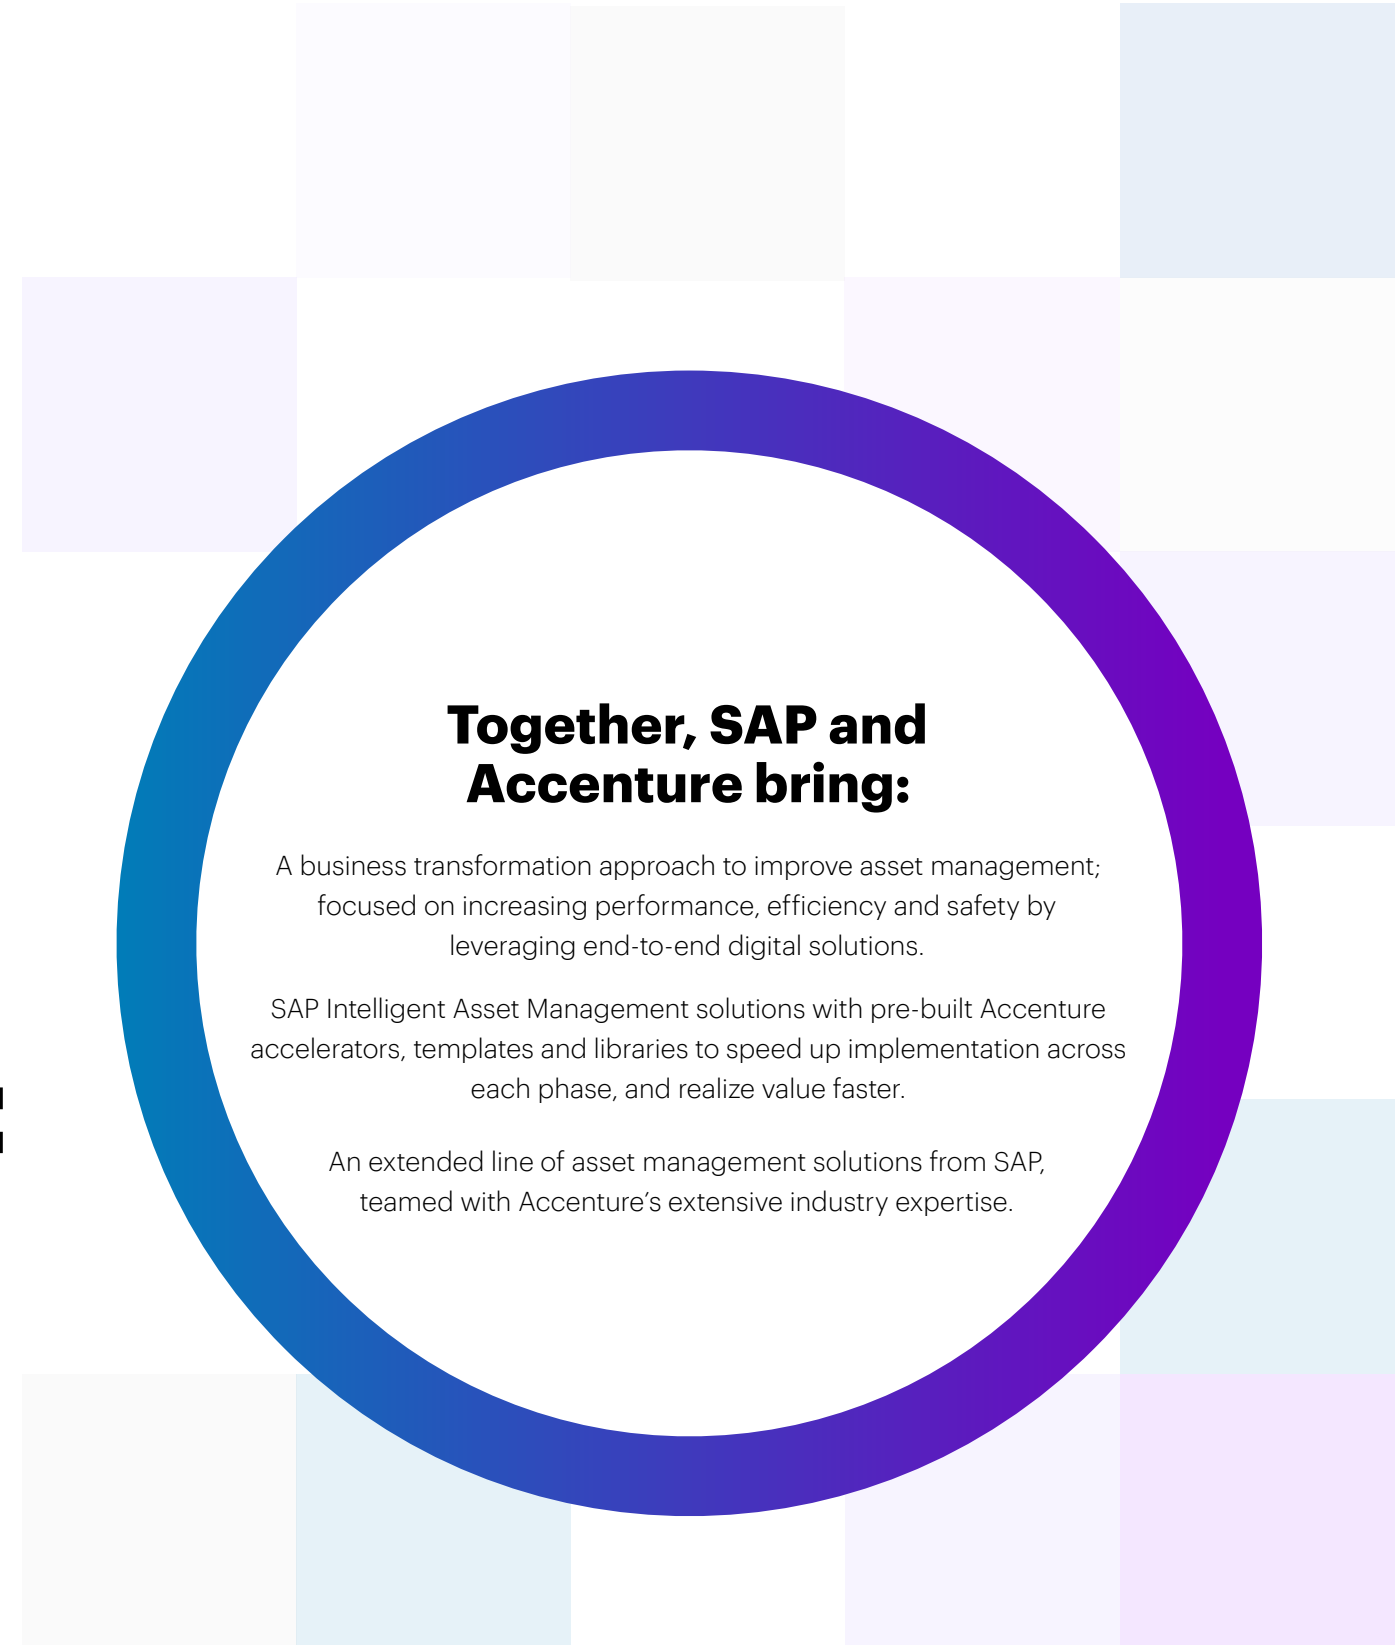 Together, SAP and
Accenture bring:
A business transformation approach to improve asset management;
focused on increasing performance, efficiency and safety by
leveraging end-to-end digital solutions.
SAP Intelligent Asset Management solutions with pre-built Accenture
accelerators, templates and libraries to speed up implementation across
each phase, and realize value faster.
An extended line of asset management solutions from SAP,
teamed with Accenture’s extensive industry expertise.